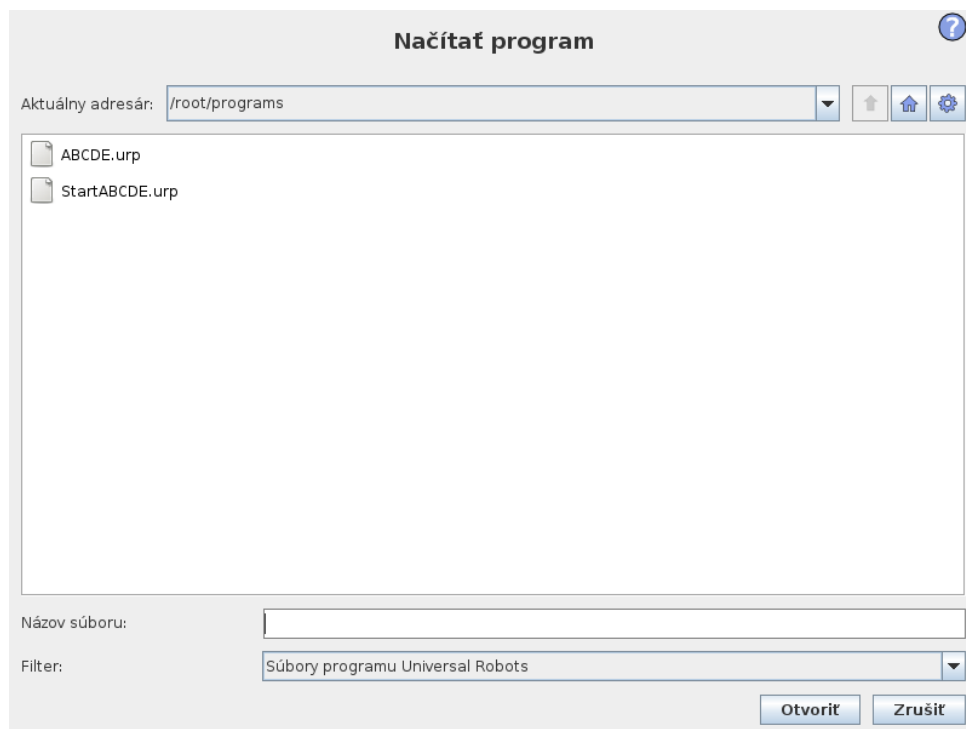 Načítať program
?
Aktuálny adresár: /root/programs
ABCDE.urp
StartABCDE.urp
Názov súboru:
Filter: Súbory programu Universal Robots
Otvoriť Zrušiť